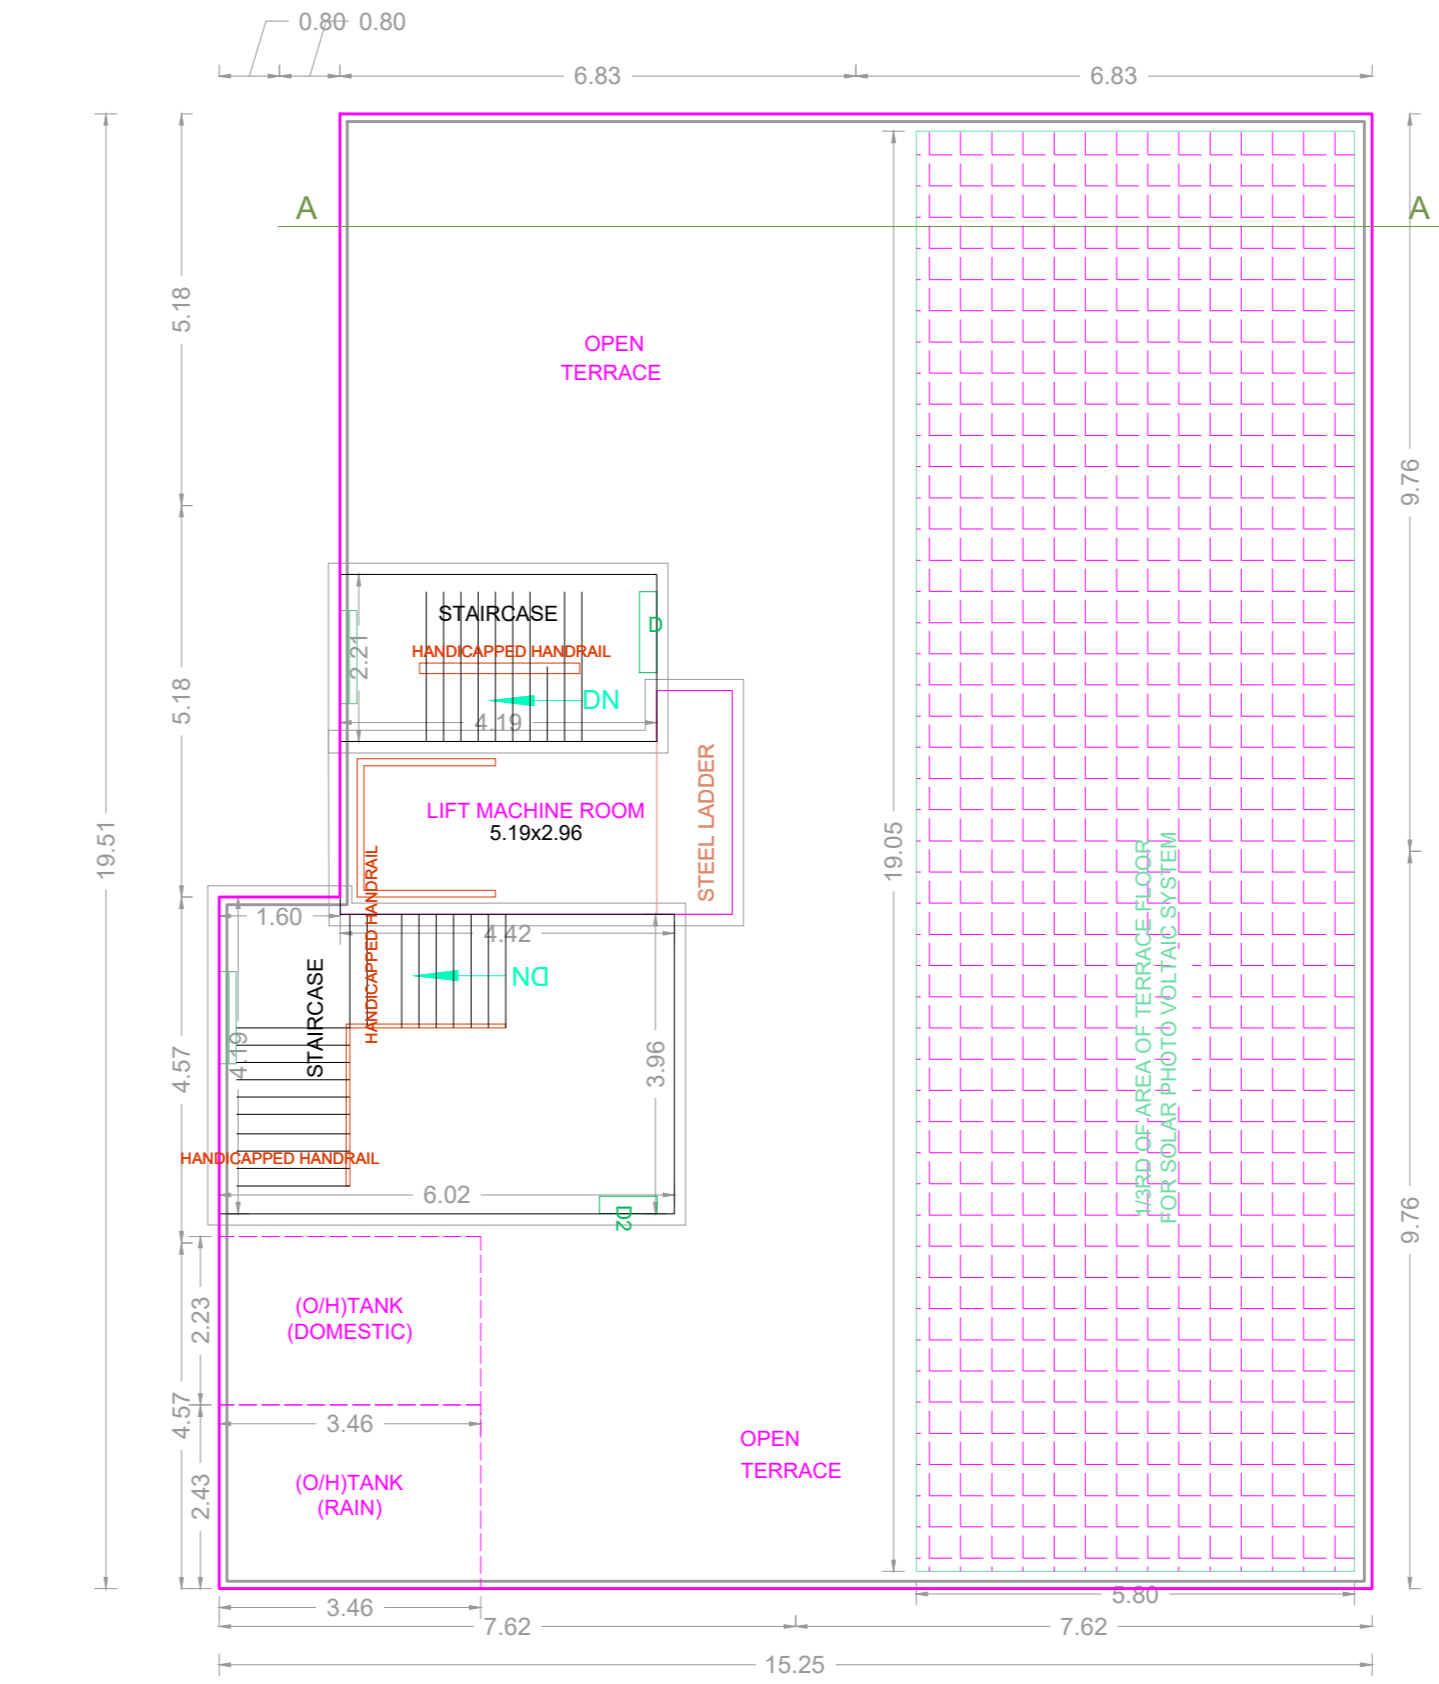 0.80 0.80
6.83 6.83
A A
5.18
OPEN
TERRACE
9.76
STAIRCASE
D
HANDICAPPED HANDRAIL
2.21
DN
4.19
5.18
STEEL LADDER
LIFT MACHINE ROOM
5.19x2.96
19.51
19.05
HANDICAPPED HANDRAIL
1.60
4.42
DN
STAIRCASE
4.19
4.57
3.96
1/3RD OF AREA OF TERRACE FLOOR
FOR SOLAR PHOTO VOLTAIC SYSTEM
HANDICAPPED HANDRAIL
6.02
D2
9.76
(O/H)TANK
(DOMESTIC)
2.23
4.57
3.46
OPEN
TERRACE
(O/H)TANK
(RAIN)
2.43
5.80
3.46
7.62 7.62
15.25